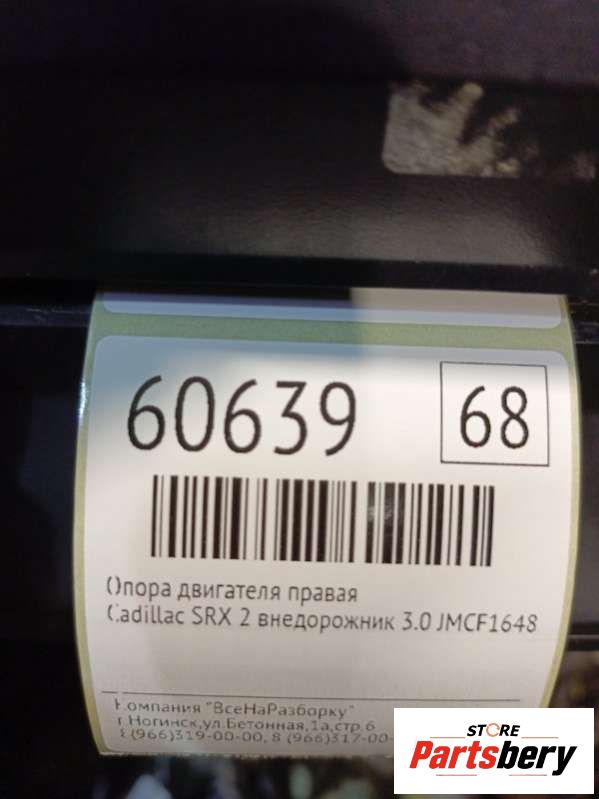 60639
68
Опора двигателя правая
Cadillac SRX 2 внедорожник 3.0 JMCF1648
Компания "ВсеНаРазборку"
г.Ногинск,ул.Бетонная,1а,стр.6
8 (966)319-00-00, 8 (966)317-00-
STORE
Partsbery